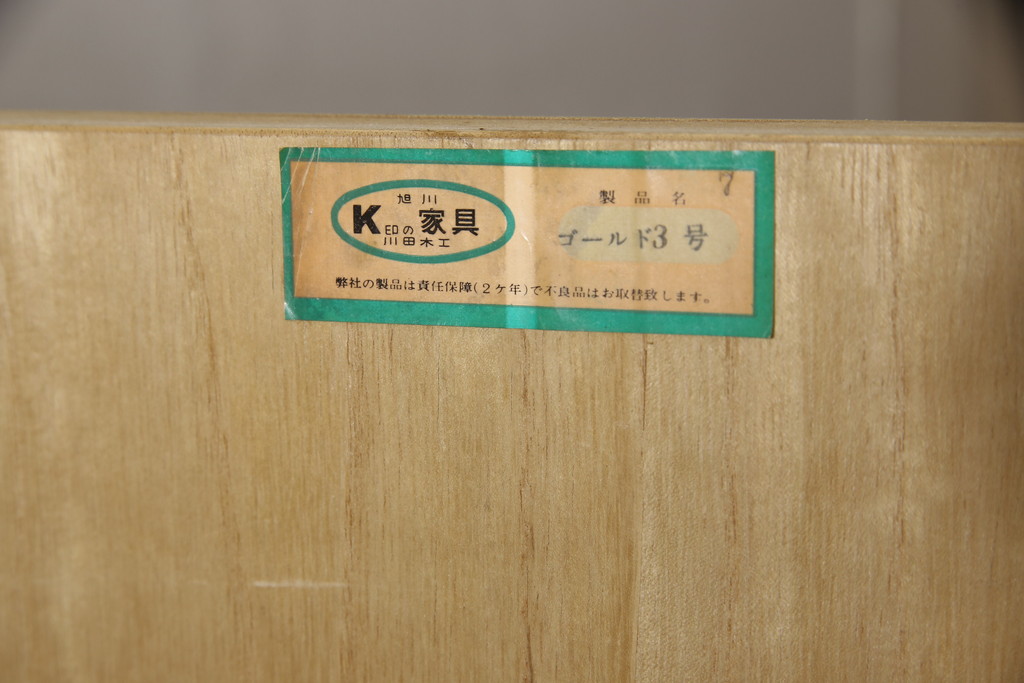 旭川
K印の家具
川田木工
7
製品名
ゴールド3号
弊社の製品は責任保障(2ケ年)で不良品はお取替致します。